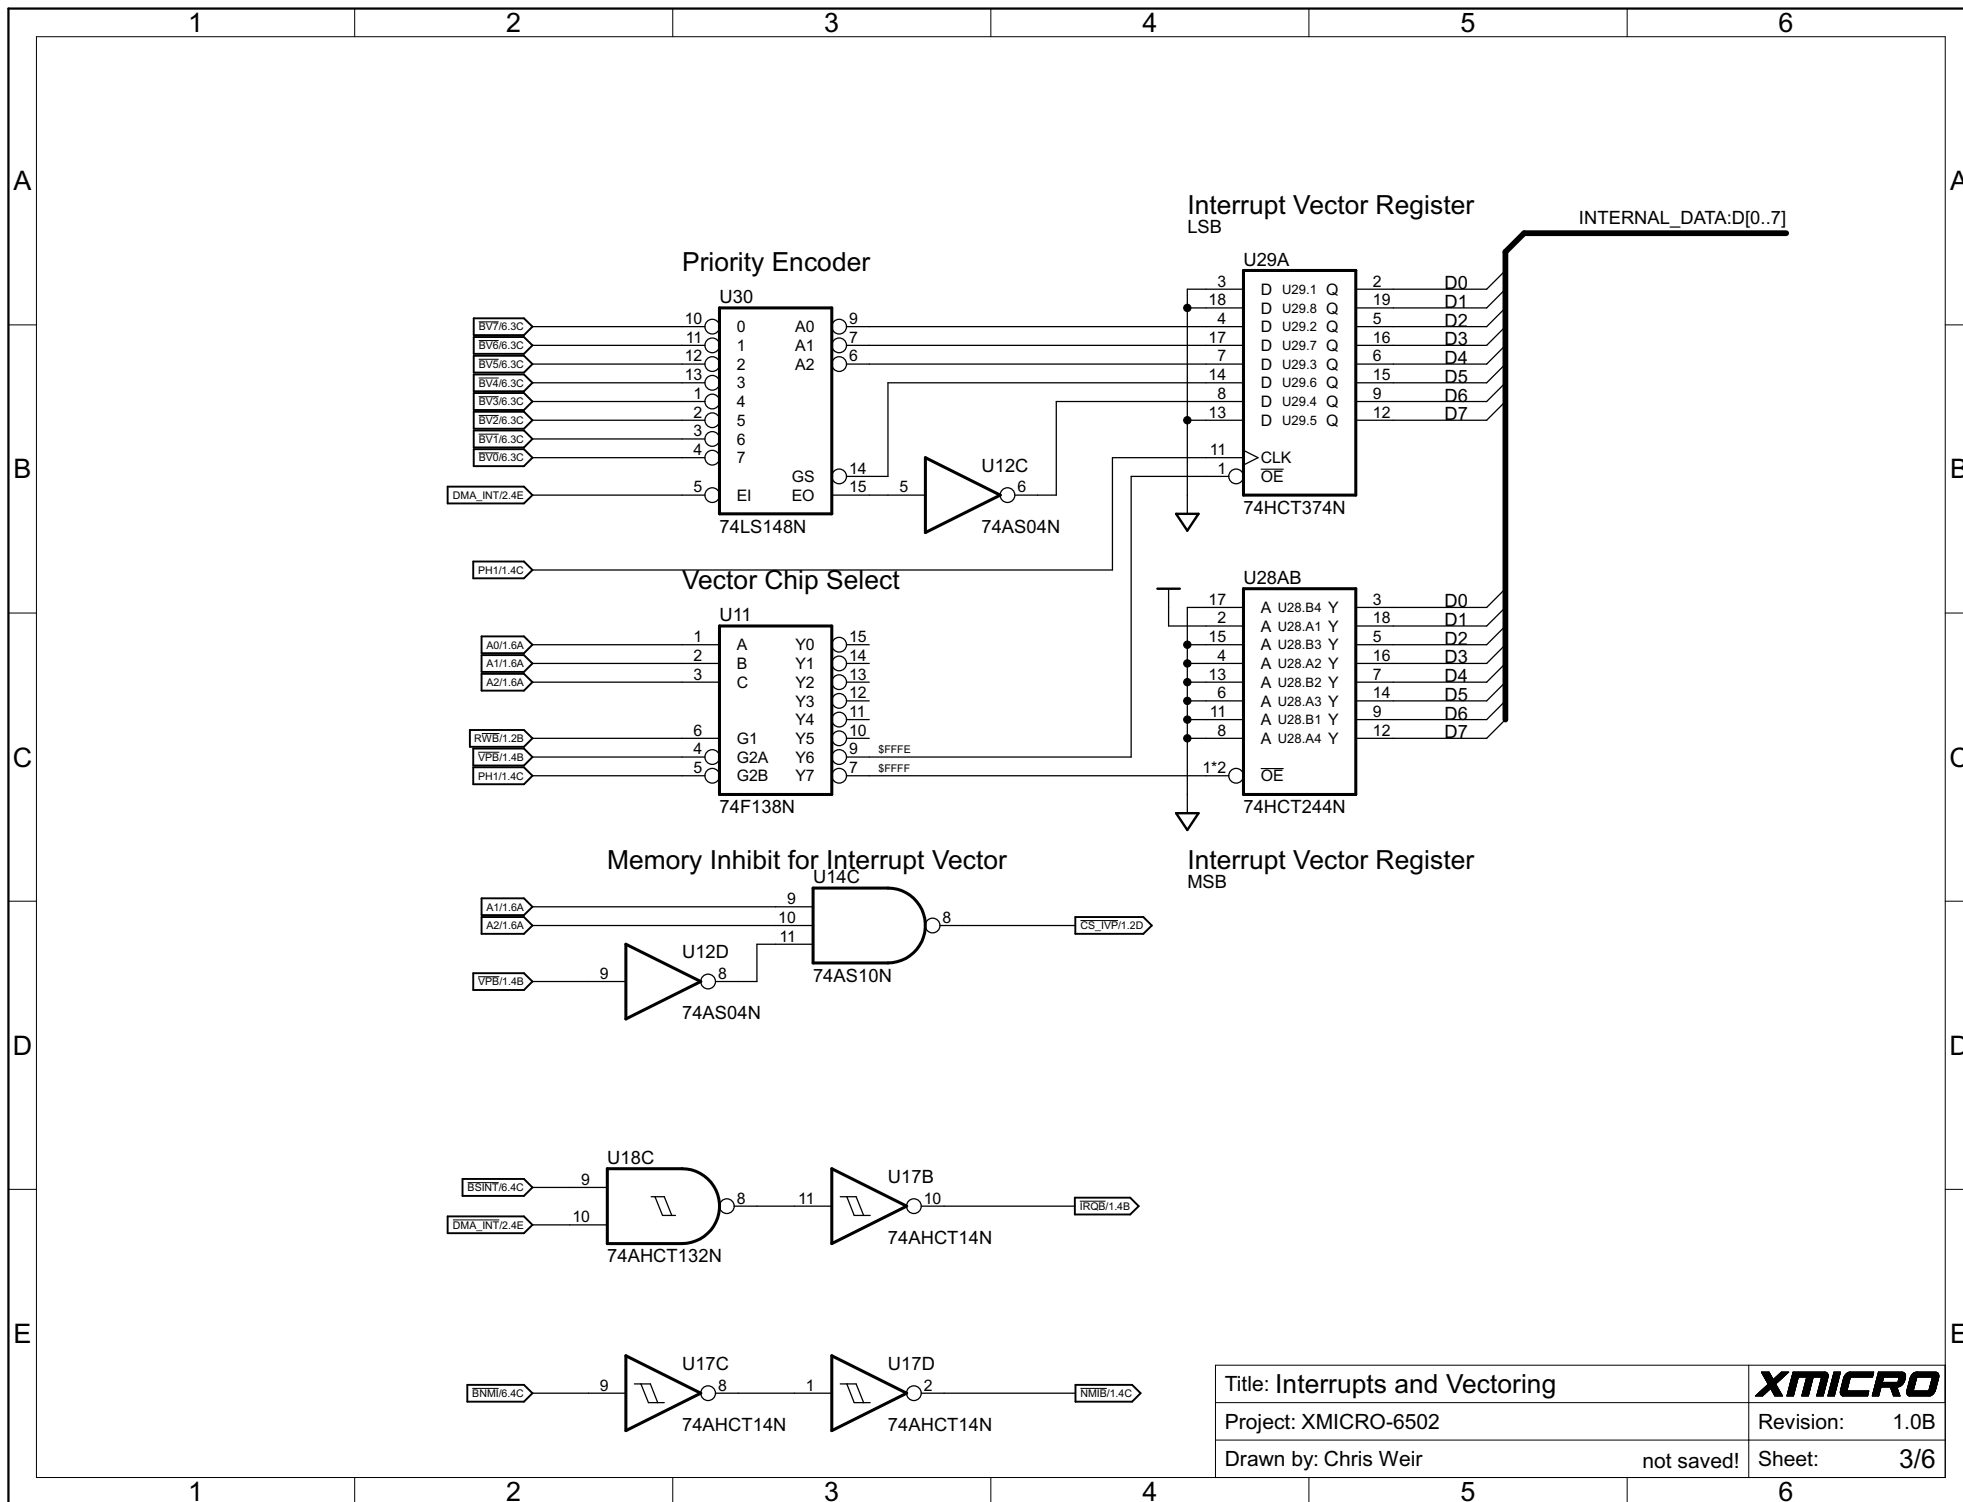 1 2 3 4 5 6
A A
Interrupt Vector Register
LSB
INTERNAL_DATA:D[0..7]
Priority Encoder
U30
U29A
BV7/6.3C 10 0 A0 9
BV6/6.3C 11 1 A1 7
BV5/6.3C 12 2 A2 6
BV4/6.3C 13 3
BV3/6.3C 1 4
BV2/6.3C 2 5
BV1/6.3C 3 6
BV0/6.3C 4 7
GS 14
DMA_INT/2.4E 5 EI EO 15
74LS148N
5 U12C 6
74AS04N
3 D U29.1 Q 2 D0
18 D U29.8 Q 19 D1
4 D U29.2 Q 5 D2
17 D U29.7 Q 16 D3
7 D U29.3 Q 6 D4
14 D U29.6 Q 15 D5
8 D U29.4 Q 9 D6
13 D U29.5 Q 12 D7
11 CLK
1 OE
74HCT374N
B B
PH1/1.4C
Vector Chip Select
U11
A0/1.6A 1 A Y0 15
A1/1.6A 2 B Y1 14
A2/1.6A 3 C Y2 13
Y3 12
Y4 11
RWB/1.2B 6 G1 Y5 10
VPB/1.4B 4 G2A Y6 9 $FFFE
PH1/1.4C 5 G2B Y7 7 $FFFF
74F138N
U28AB
17 A U28.B4 Y 3 D0
2 A U28.A1 Y 18 D1
15 A U28.B3 Y 5 D2
4 A U28.A2 Y 16 D3
13 A U28.B2 Y 7 D4
6 A U28.A3 Y 14 D5
11 A U28.B1 Y 9 D6
8 A U28.A4 Y 12 D7
1*2 OE
74HCT244N
C C
Memory Inhibit for Interrupt Vector
Interrupt Vector Register
MSB
U14C
A1/1.6A 9
A2/1.6A 10 8 CS_IVP/1.2D
11
U12D
VPB/1.4B 9 8
74AS10N
74AS04N
D D
U18C
BSINT/6.4C 9
U17B
8 11 10 IRQB/1.4B
DMA_INT/2.4E 10
74AHCT132N
74AHCT14N
E E
U17C U17D
BNMI/6.4C 9 8 1 2 NMIB/1.4C
74AHCT14N 74AHCT14N
Title: Interrupts and Vectoring XMICRO
Project: XMICRO-6502 Revision: 1.0B
Drawn by: Chris Weir not saved! Sheet: 3/6
1 2 3 4 5 6